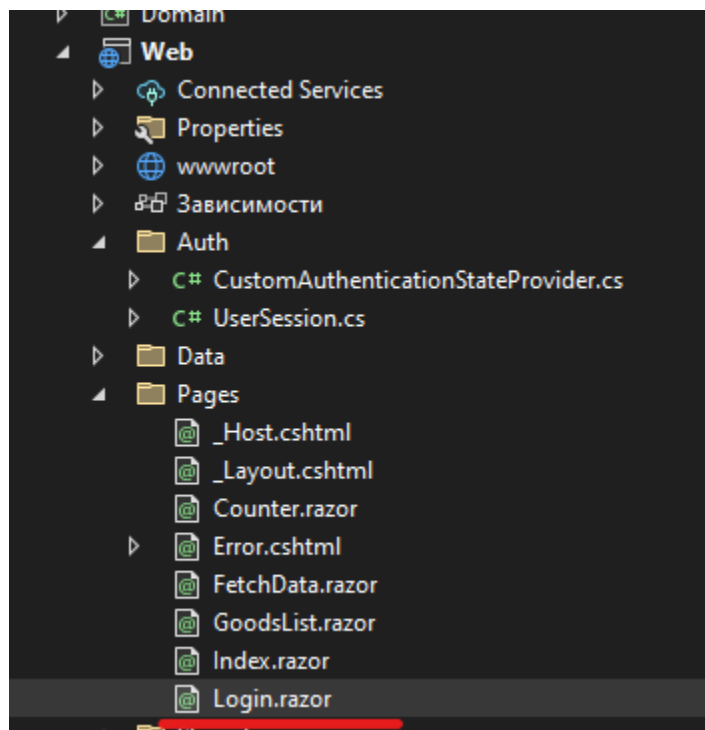 C# Domain
Web
Connected Services
Properties
wwwroot
Зависимости
Auth
C# CustomAuthenticationStateProvider.cs
C# UserSession.cs
Data
Pages
@ _Host.cshtml
@ _Layout.cshtml
@ Counter.razor
@ Error.cshtml
@ FetchData.razor
@ GoodsList.razor
@ Index.razor
@ Login.razor